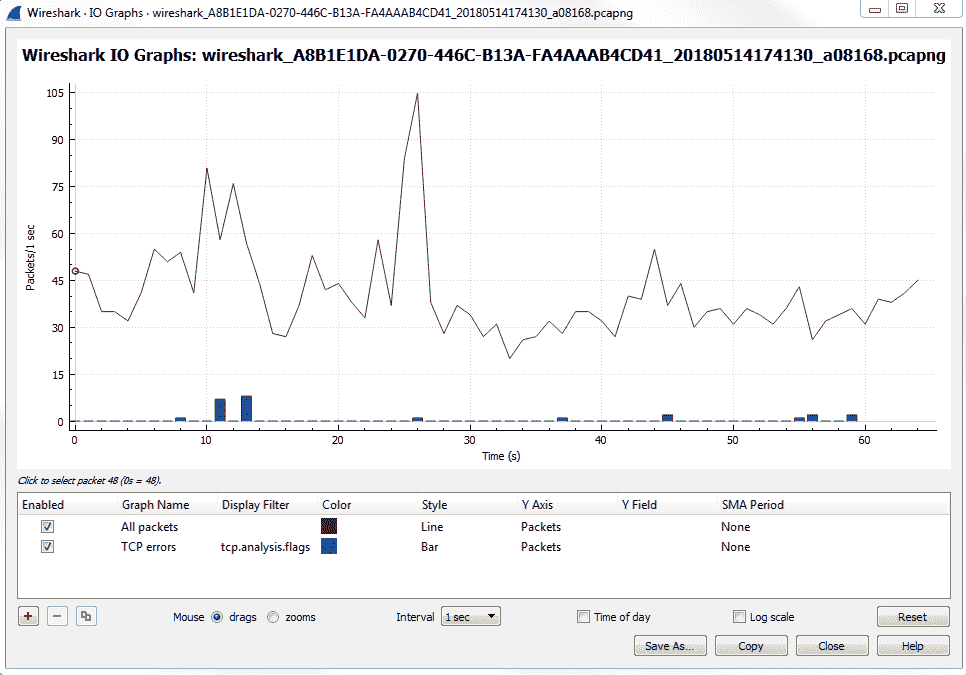 Wireshark · IO Graphs · wireshark_A8B1E1DA-0270-446C-B13A-FA4AAAB4CD41_20180514174130_a08168.pcapng
Wireshark IO Graphs: wireshark_A8B1E1DA-0270-446C-B13A-FA4AAAB4CD41_20180514174130_a08168.pcapng
105
90
75
60
45
30
15
0
Packets/1 sec
0 10 20 30 40 50 60
Time (s)
Click to select packet 48 (0s = 48).
Enabled Graph Name Display Filter Color Style Y Axis Y Field SMA Period
All packets Line Packets None
TCP errors tcp.analysis.flags Bar Packets None
Mouse drags zooms Interval 1 sec Time of day Log scale Reset
Save As... Copy Close Help